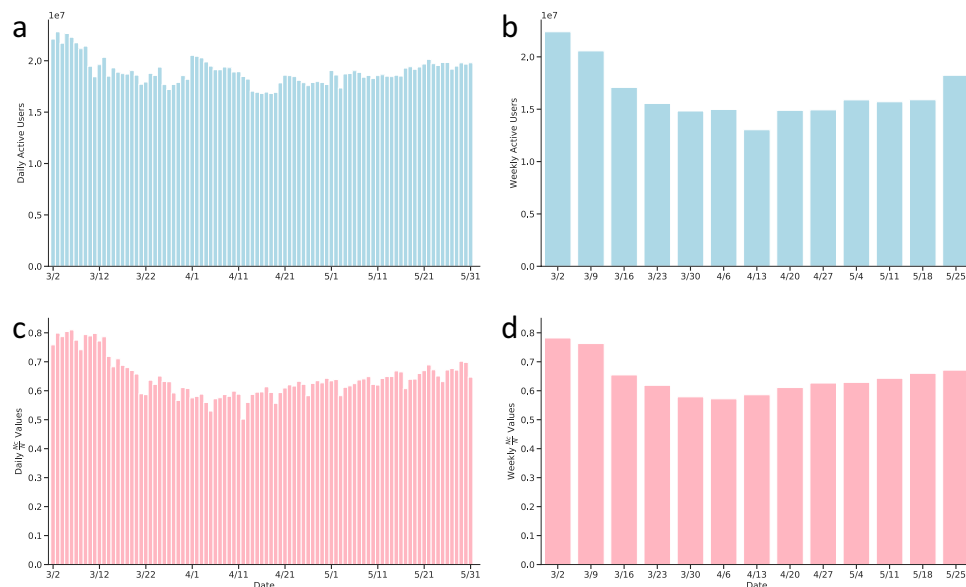 a
1e7
Daily Active Users
2.0
1.5
1.0
0.5
0.0
3/2 3/12 3/22 4/1 4/11 4/21 5/1 5/11 5/21 5/31
b
1e7
Weekly Active Users
2.0
1.5
1.0
0.5
0.0
3/2 3/9 3/16 3/23 3/30 4/6 4/13 4/20 4/27 5/4 5/11 5/18 5/25
c
Daily Nc/N Values
0.8
0.7
0.6
0.5
0.4
0.3
0.2
0.1
0.0
3/2 3/12 3/22 4/1 4/11 4/21 5/1 5/11 5/21 5/31
Date
d
Weekly Nc/N Values
0.8
0.7
0.6
0.5
0.4
0.3
0.2
0.1
0.0
3/2 3/9 3/16 3/23 3/30 4/6 4/13 4/20 4/27 5/4 5/11 5/18 5/25
Date